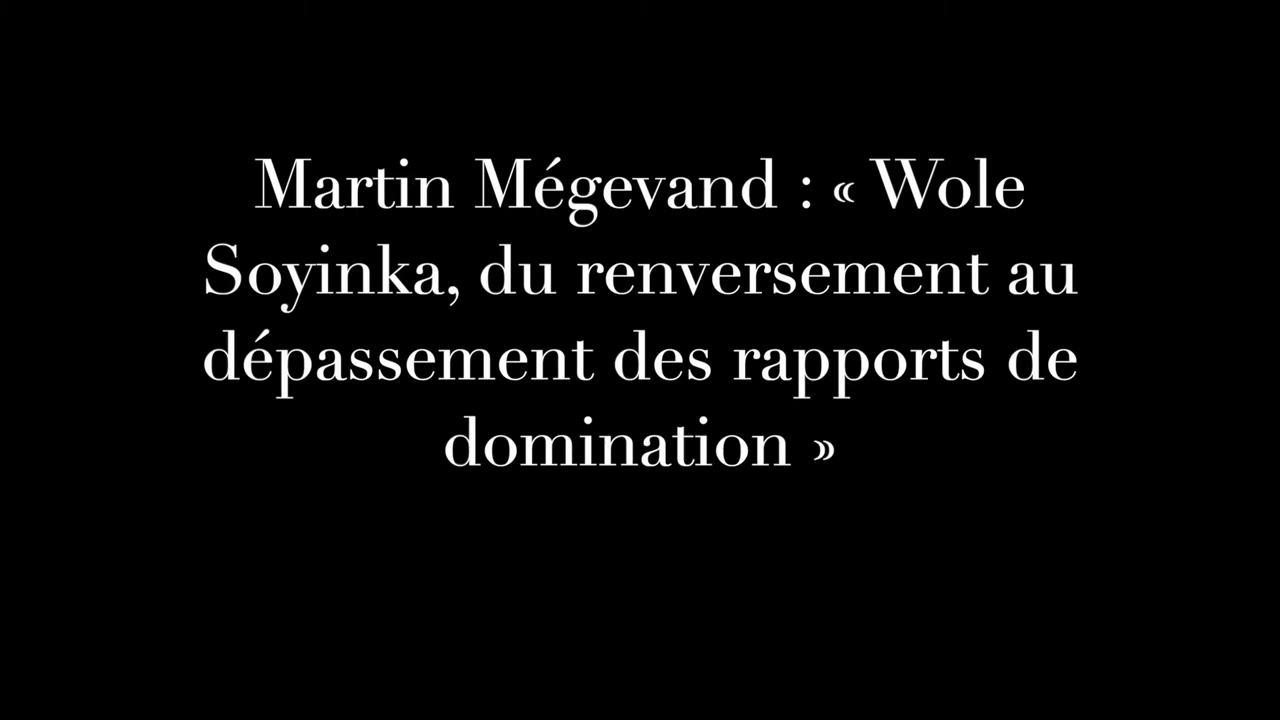 Martin Mégevand : « Wole
Soyinka, du renversement au
dépassement des rapports de
domination »